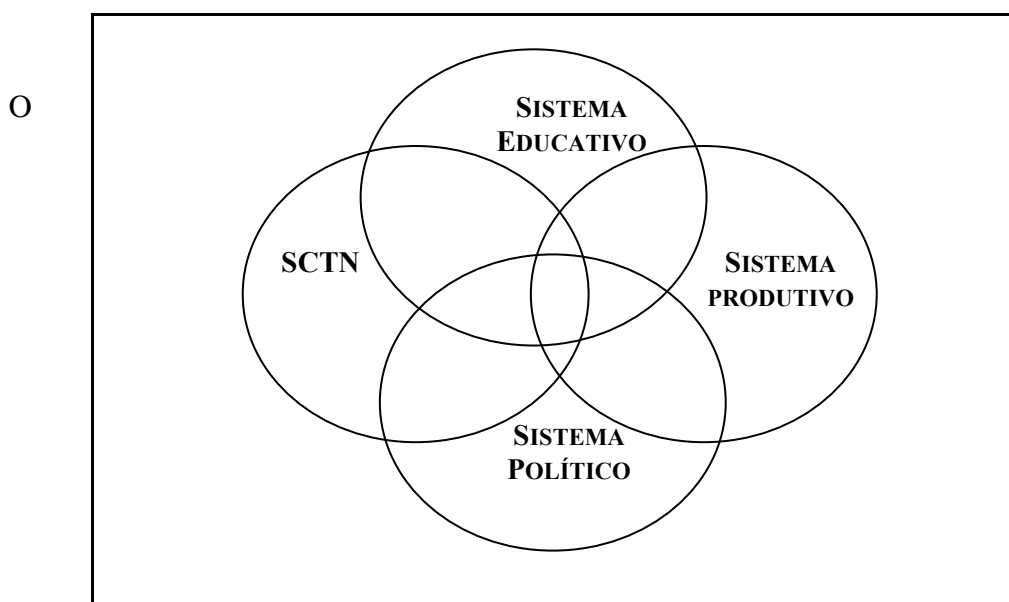 O
SISTEMA
EDUCATIVO
SCTN
SISTEMA
PRODUTIVO
SISTEMA
POLÍTICO